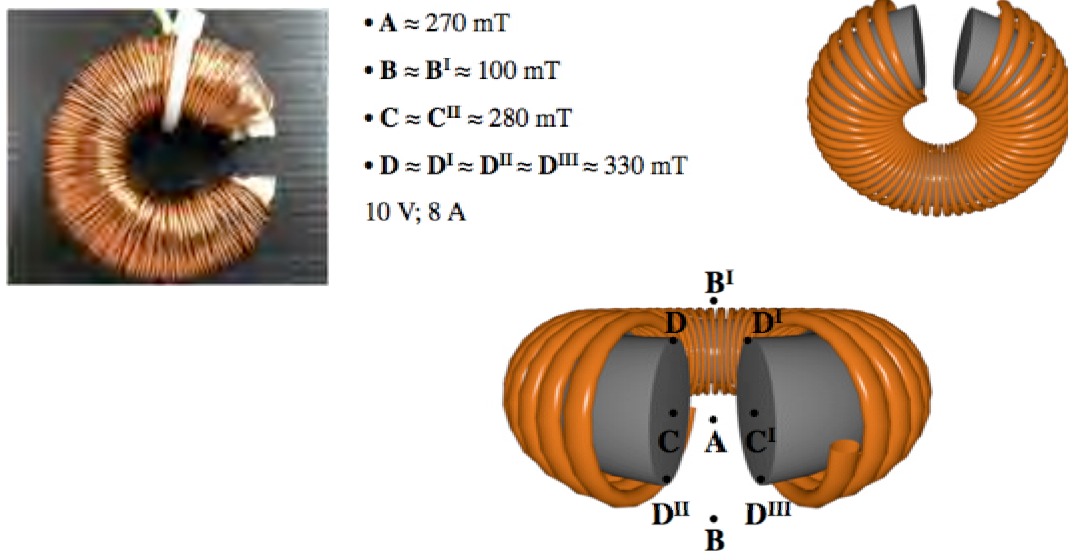 • A ≈ 270 mT
• B ≈ Bᴵ ≈ 100 mT
• C ≈ Cᴵᴵ ≈ 280 mT
• D ≈ Dᴵ ≈ Dᴵᴵ ≈ Dᴵᴵᴵ ≈ 330 mT
10 V; 8 A
Bᴵ
D Dᴵ
C A Cᴵ
Dᴵᴵ Dᴵᴵᴵ
B